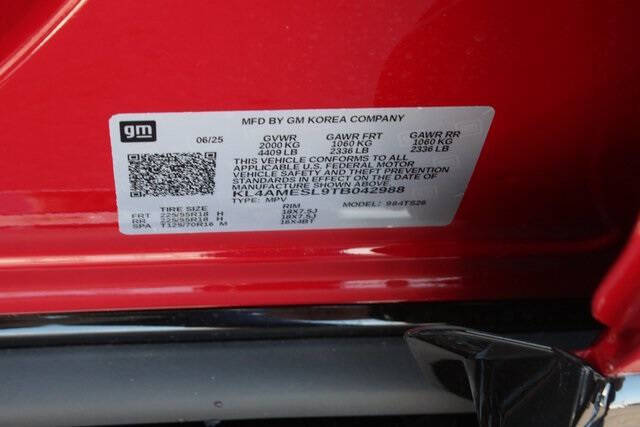 MFD BY GM KOREA COMPANY
gm
06/25 GVWR GAWR FRT GAWR RR
2000 KG 1060 KG 1060 KG
4409 LB 2336 LB 2336 LB
THIS VEHICLE CONFORMS TO ALL
APPLICABLE U.S. FEDERAL MOTOR
VEHICLE SAFETY AND THEFT PREVENTION
STANDARDS IN EFFECT ON THE DATE OF
MANUFACTURE SHOWN ABOVE.
KL4AMESL9TB042988
TYPE: MPV MODEL: 984TS26
TIRE SIZE RIM
FRT 225/55R18 H 18X7.5J
RR 225/55R18 H 18X7.5J
SPA T125/70R16 M 16X4BT